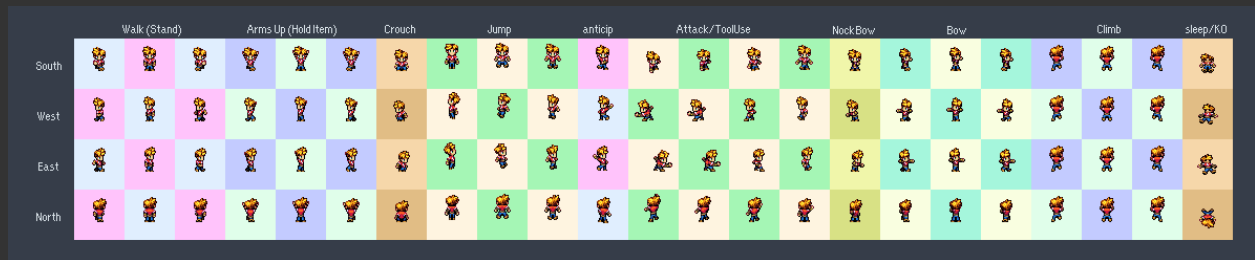 Walk (Stand) Arms Up (Hold Item) Crouch Jump anticip Attack/ToolUse NockBow Bow Climb sleep/KO
South
West
East
North